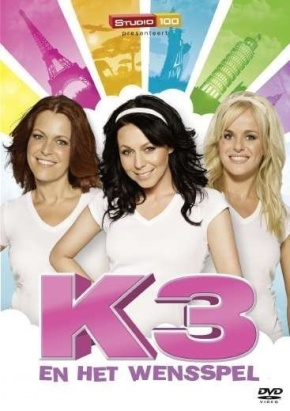 STUDIO 100
presenteert
K3
EN HET WENSSPEL
DVD
VIDEO